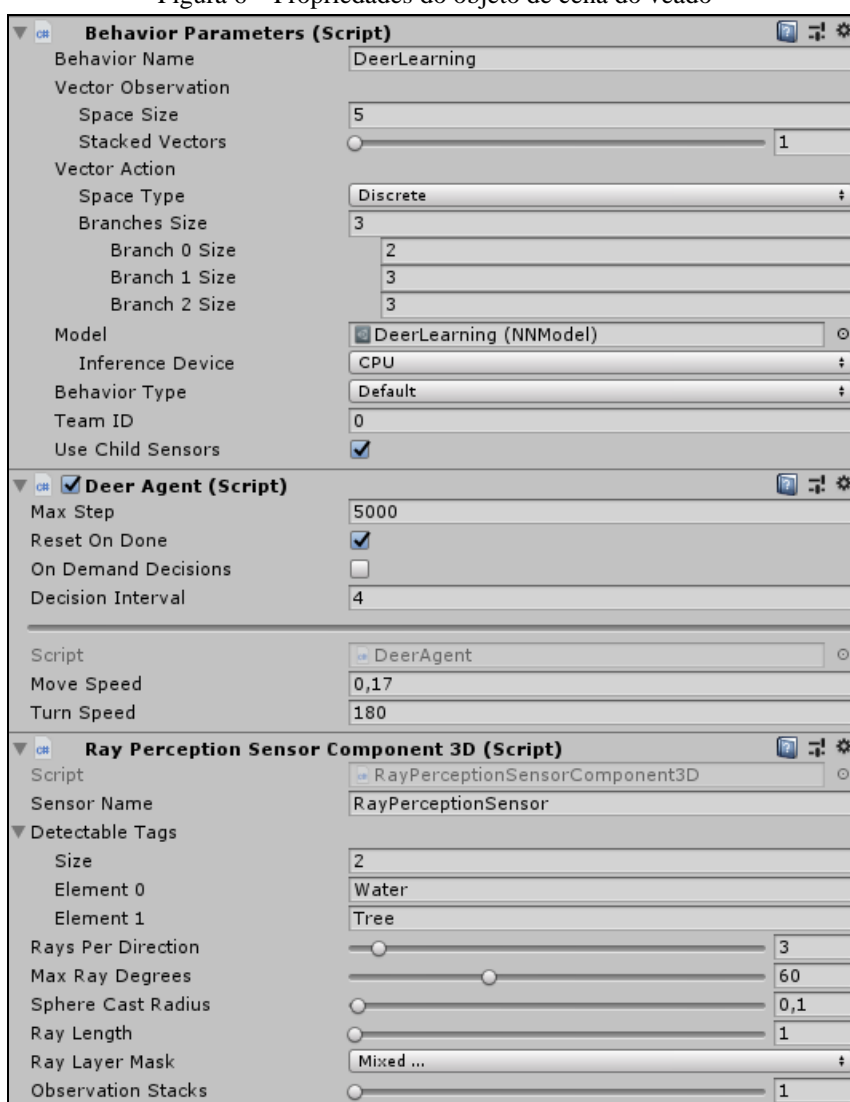 Figura 6 – Propriedades do objeto de cena do veado
Behavior Parameters (Script)
Behavior Name DeerLearning
Vector Observation
Space Size 5
Stacked Vectors 1
Vector Action
Space Type Discrete
Branches Size 3
Branch 0 Size 2
Branch 1 Size 3
Branch 2 Size 3
Model DeerLearning (NNModel)
Inference Device CPU
Behavior Type Default
Team ID 0
Use Child Sensors
Deer Agent (Script)
Max Step 5000
Reset On Done
On Demand Decisions
Decision Interval 4
Script DeerAgent
Move Speed 0,17
Turn Speed 180
Ray Perception Sensor Component 3D (Script)
Script RayPerceptionSensorComponent3D
Sensor Name RayPerceptionSensor
Detectable Tags
Size 2
Element 0 Water
Element 1 Tree
Rays Per Direction 3
Max Ray Degrees 60
Sphere Cast Radius 0,1
Ray Length 1
Ray Layer Mask Mixed ...
Observation Stacks 1